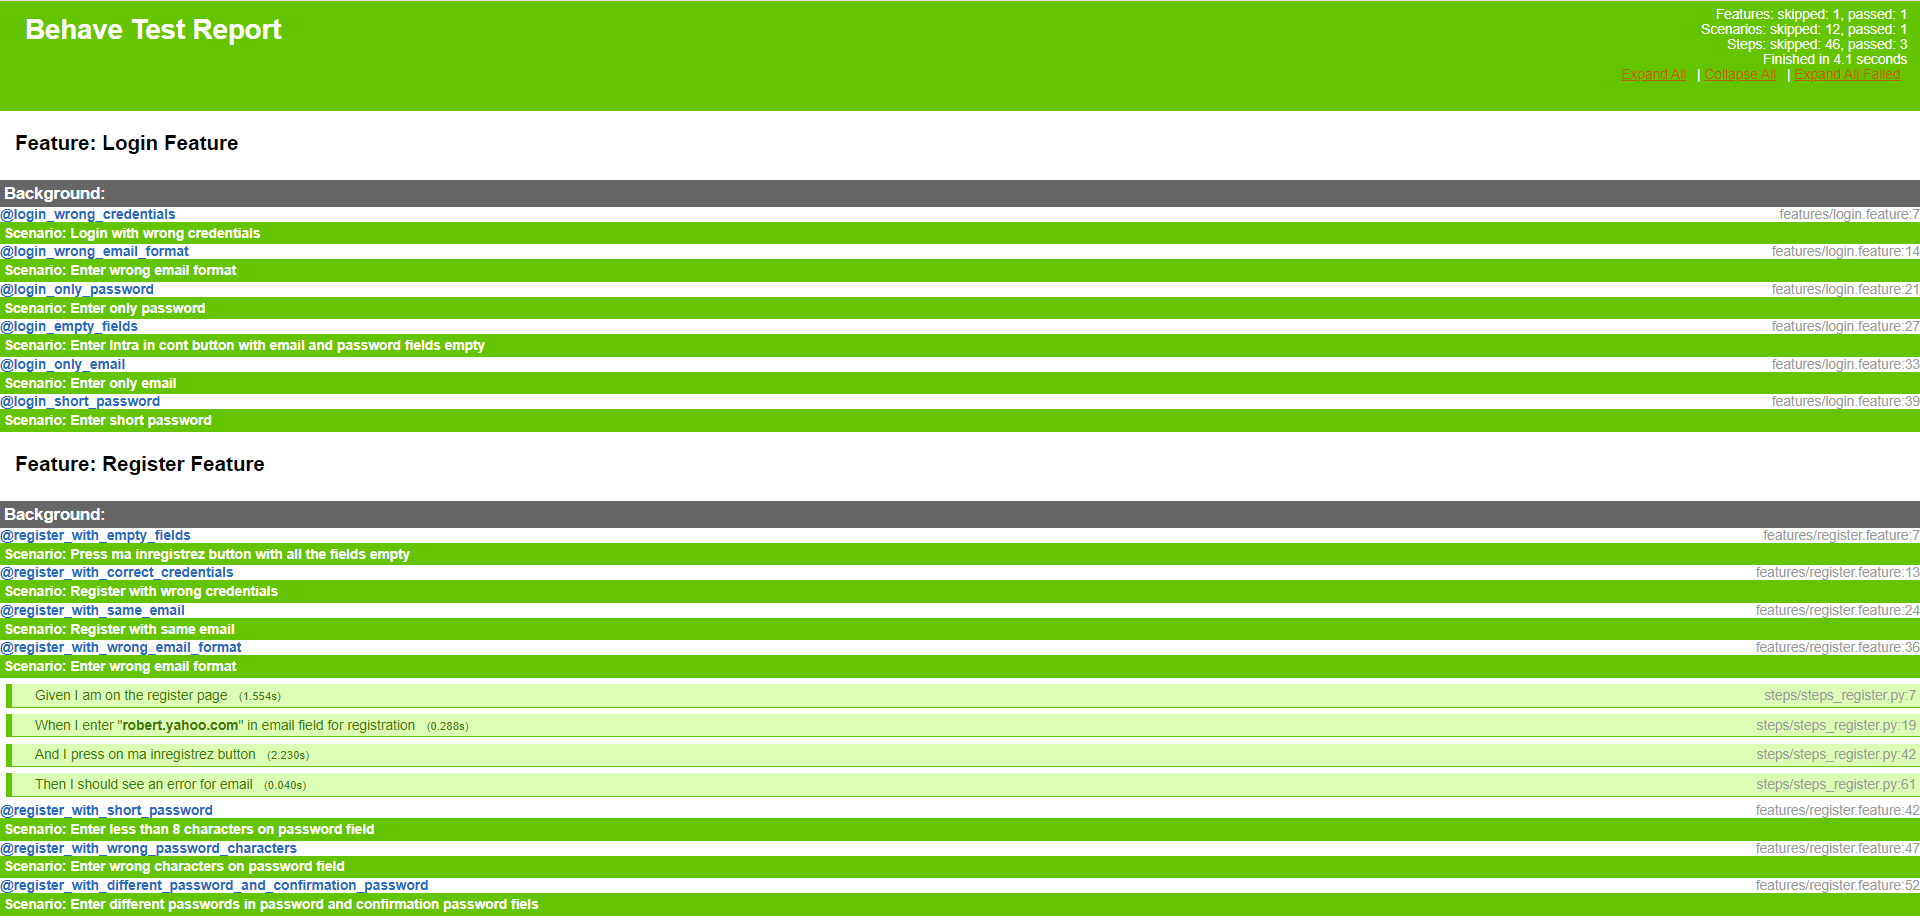 Behave Test Report
Features: skipped: 1, passed: 1
Scenarios: skipped: 12, passed: 1
Steps: skipped: 46, passed: 3
Finished in 4.1 seconds
Expand All | Collapse All | Expand All Failed
Feature: Login Feature
Background:
@login_wrong_credentials features/login.feature:7
Scenario: Login with wrong credentials
@login_wrong_email_format features/login.feature:14
Scenario: Enter wrong email format
@login_only_password features/login.feature:21
Scenario: Enter only password
@login_empty_fields features/login.feature:27
Scenario: Enter Intra in cont button with email and password fields empty
@login_only_email features/login.feature:33
Scenario: Enter only email
@login_short_password features/login.feature:39
Scenario: Enter short password
Feature: Register Feature
Background:
@register_with_empty_fields features/register.feature:7
Scenario: Press ma inregistrez button with all the fields empty
@register_with_correct_credentials features/register.feature:13
Scenario: Register with wrong credentials
@register_with_same_email features/register.feature:24
Scenario: Register with same email
@register_with_wrong_email_format features/register.feature:36
Scenario: Enter wrong email format
Given I am on the register page (1.554s) steps/steps_register.py:7
When I enter "robert.yahoo.com" in email field for registration (0.288s) steps/steps_register.py:19
And I press on ma inregistrez button (2.230s) steps/steps_register.py:42
Then I should see an error for email (0.040s) steps/steps_register.py:61
@register_with_short_password features/register.feature:42
Scenario: Enter less than 8 characters on password field
@register_with_wrong_password_characters features/register.feature:47
Scenario: Enter wrong characters on password field
@register_with_different_password_and_confirmation_password features/register.feature:52
Scenario: Enter different passwords in password and confirmation password fiels